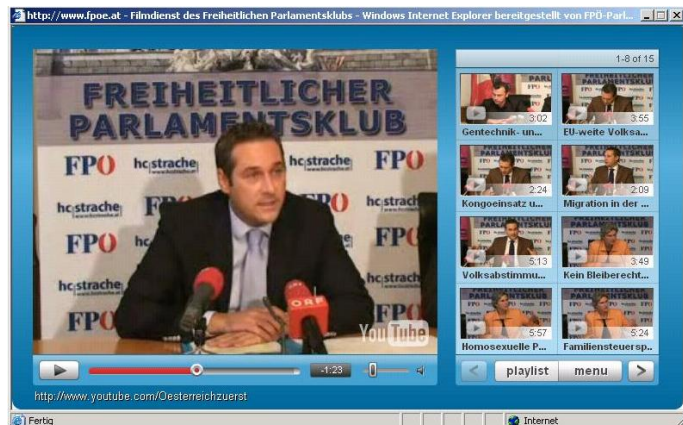 http://www.fpoe.at - Filmdienst des Freiheitlichen Parlamentsklubs - Windows Internet Explorer bereitgestellt von FPÖ-Parl...
FREIHEITLICHER
PARLAMENTSKLUB
FPÖ hc strache hc strache FPÖ
hc strache hc strache
FPÖ FPÖ
hc strache
FPÖ FPÖ
ORF
YouTube
-1:23
http://www.youtube.com/Oesterreichzuerst
1-8 of 15
3:02 3:55
Gentechnik- un... EU-weite Volksa...
2:24 2:09
Kongoeinsatz u... Migration in der ...
5:13 3:49
Volksabstimmu... Kein Bleiberecht...
5:57 5:24
Homosexuelle P... Familiensteuersp..
< playlist menu >
Fertig Internet